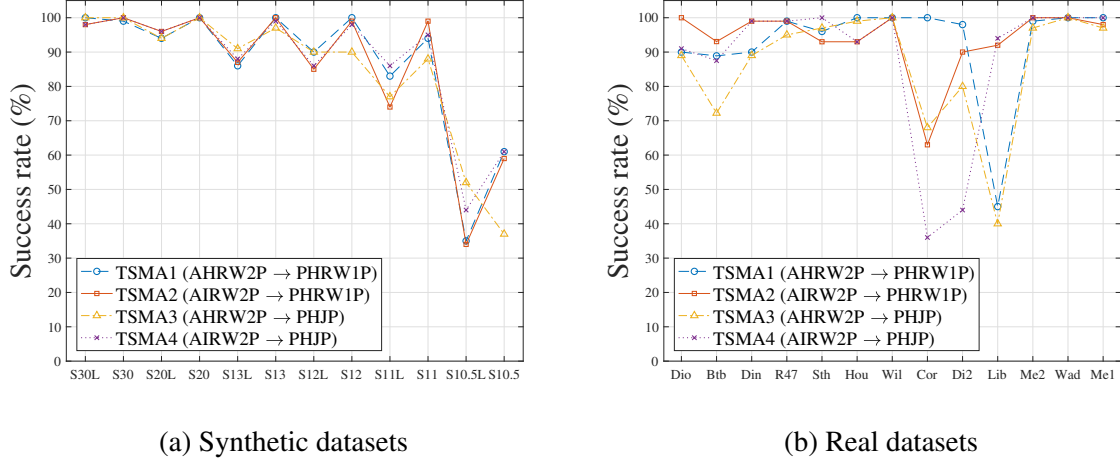 Success rate (%)
100
90
80
70
60
50
40
30
20
10
0
TSMA1 (AHRW2P → PHRW1P)
TSMA2 (AIRW2P → PHRW1P)
TSMA3 (AHRW2P → PHJP)
TSMA4 (AIRW2P → PHJP)
S30L S30 S20L S20 S13L S13 S12L S12 S11L S11 S10.5L S10.5
(a) Synthetic datasets
Success rate (%)
100
90
80
70
60
50
40
30
20
10
0
TSMA1 (AHRW2P → PHRW1P)
TSMA2 (AIRW2P → PHRW1P)
TSMA3 (AHRW2P → PHJP)
TSMA4 (AIRW2P → PHJP)
Dio Btb Din R47 Sth Hou Wil Cor Di2 Lib Me2 Wad Me1
(b) Real datasets